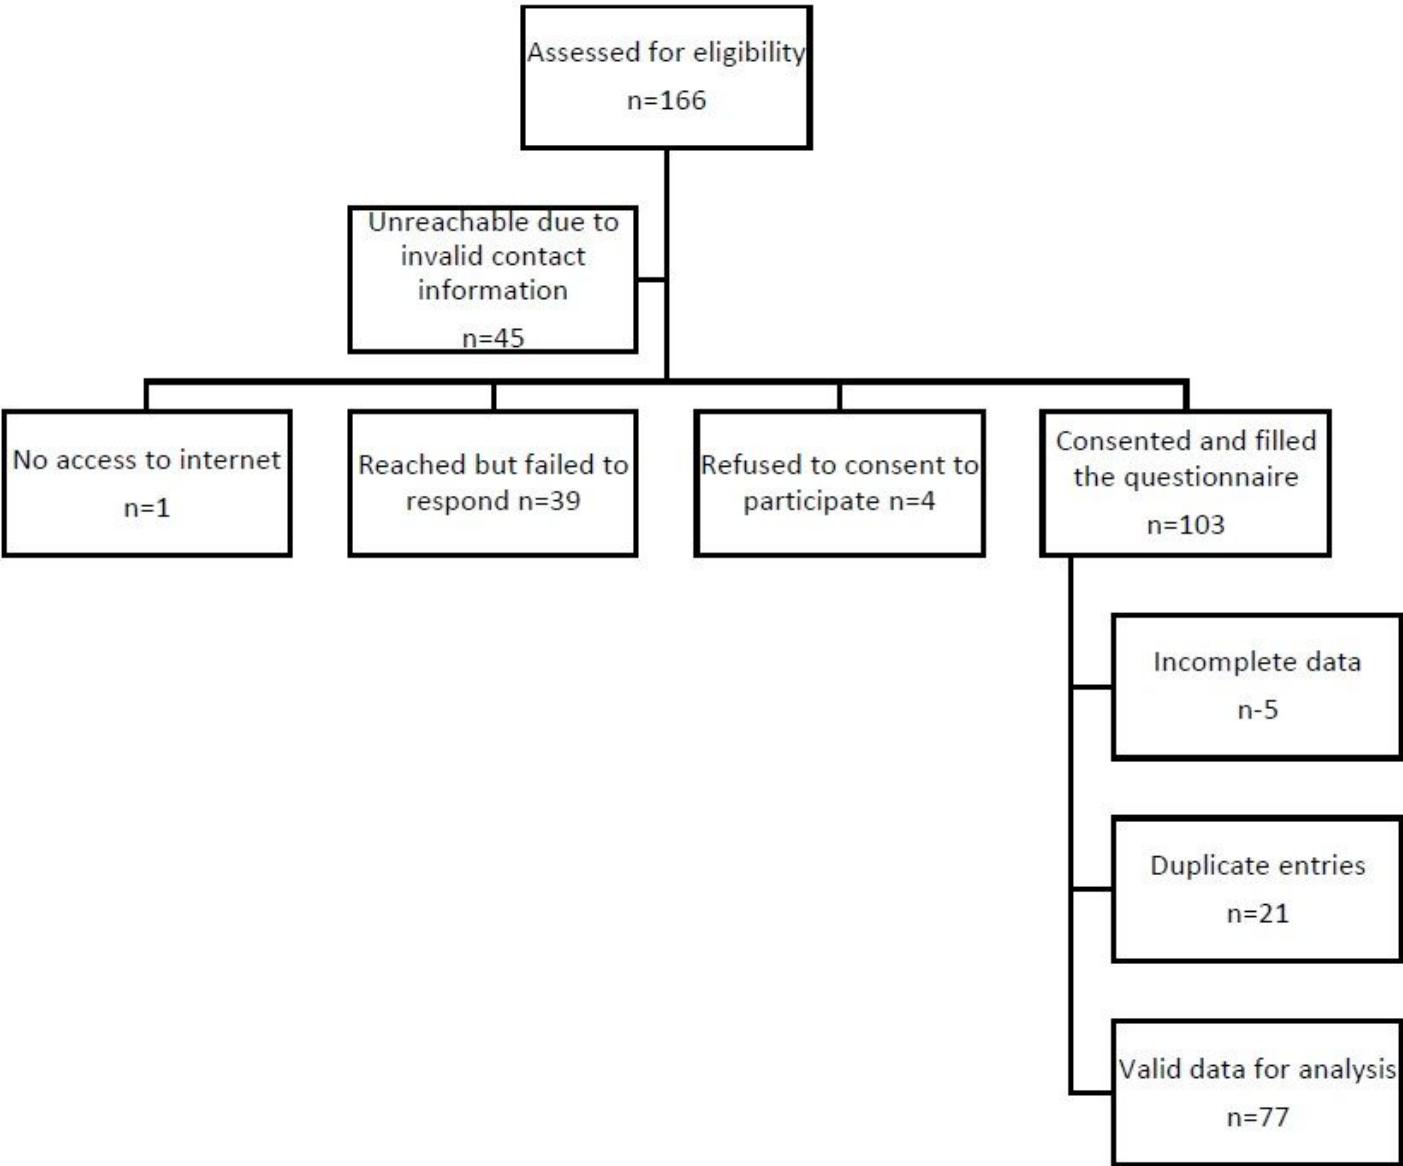 Assessed for eligibility
n=166
Unreachable due to
invalid contact
information
n=45
No access to internet
n=1
Reached but failed to
respond n=39
Refused to consent to
participate n=4
Consented and filled
the questionnaire
n=103
Incomplete data
n-5
Duplicate entries
n=21
Valid data for analysis
n=77